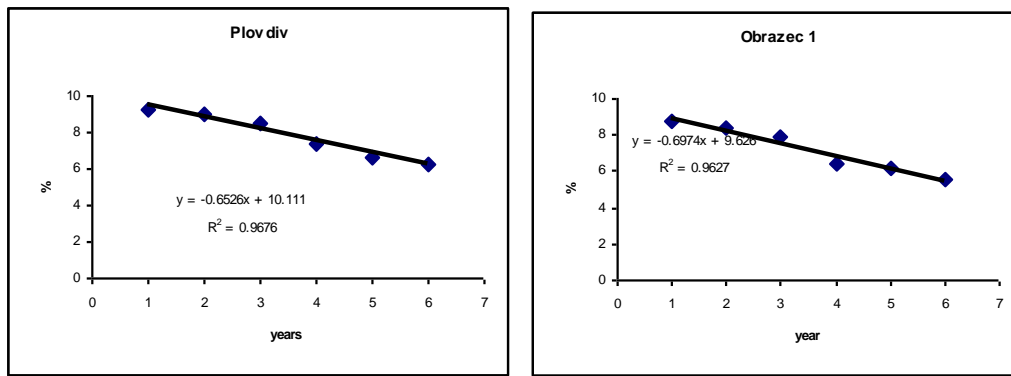 Plovdiv
10
8
6
4
2
0
%
y = -0.6526x + 10.111
R² = 0.9676
0 1 2 3 4 5 6 7
years
Obrazec 1
10
8
6
4
2
0
%
y = -0.6974x + 9.626
R² = 0.9627
0 1 2 3 4 5 6 7
year